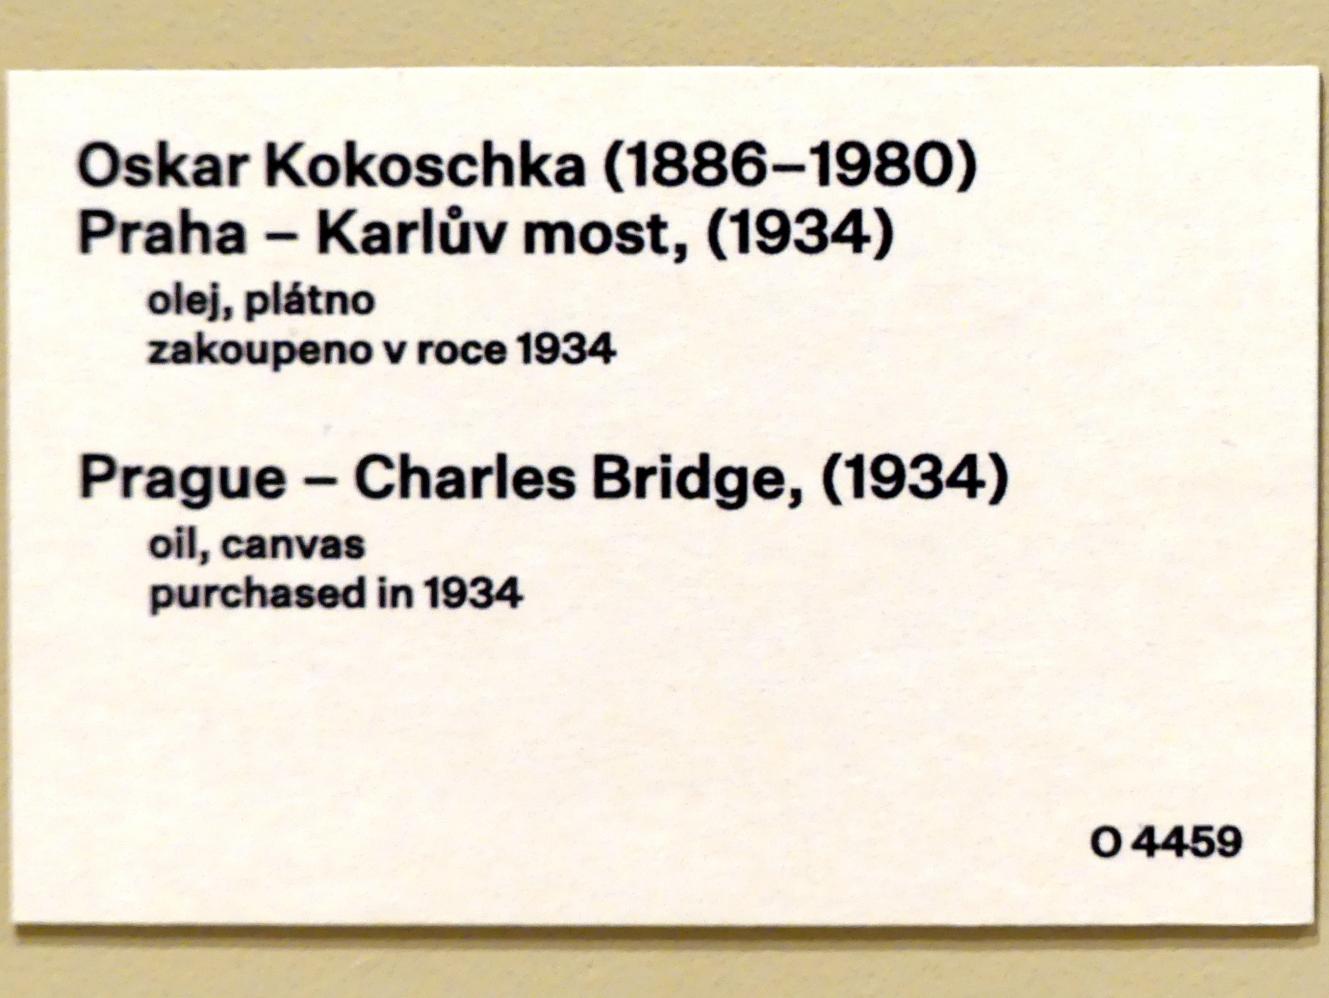 Oskar Kokoschka (1886–1980)
Praha – Karlův most, (1934)
olej, plátno
zakoupeno v roce 1934
Prague – Charles Bridge, (1934)
oil, canvas
purchased in 1934
O 4459